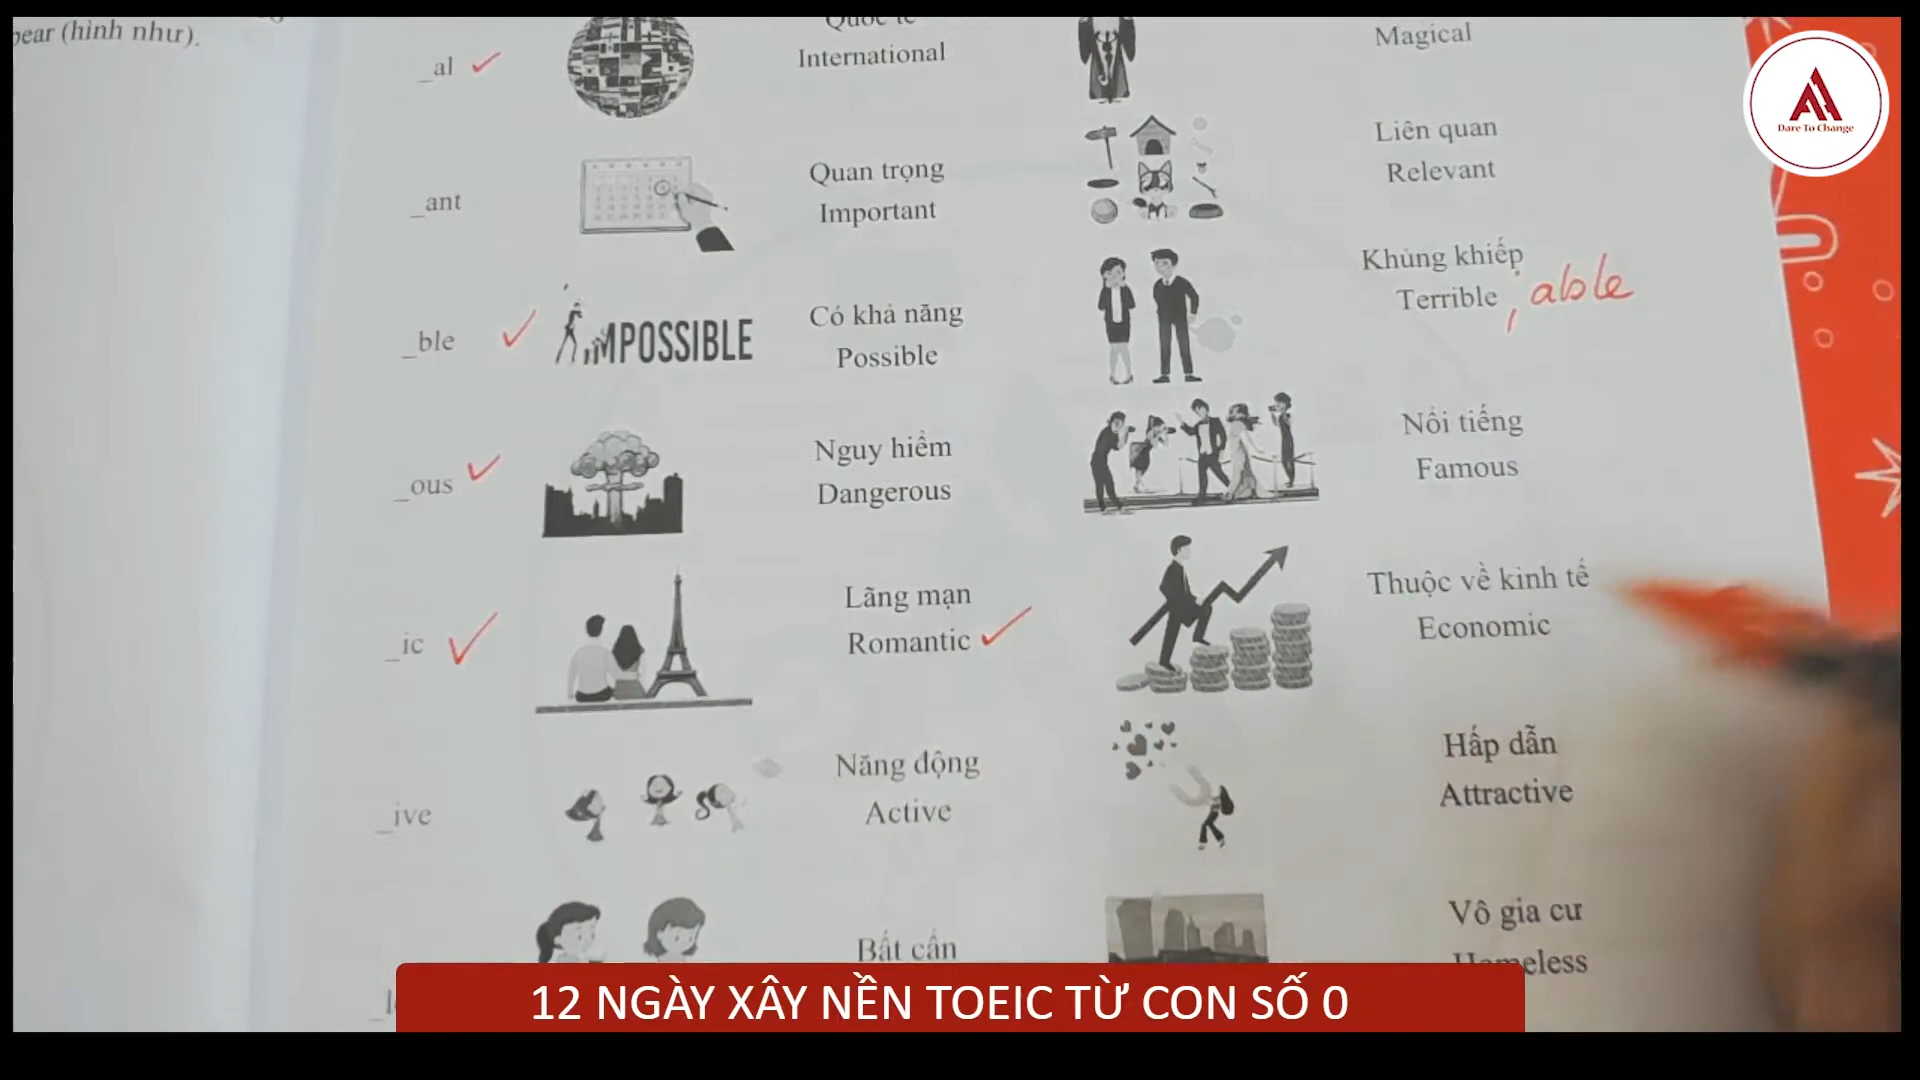 pear (hình như).
_al
Quốc tế
International
Magical
Dare To Change
_ant
Quan trọng
Important
Liên quan
Relevant
_ble
IMPOSSIBLE
Có khả năng
Possible
Khủng khiếp
Terrible , able
_ous
Nguy hiểm
Dangerous
Nổi tiếng
Famous
_ic
Lãng mạn
Romantic
Thuộc về kinh tế
Economic
_ive
Năng động
Active
Hấp dẫn
Attractive
Bất cẩn
Vô gia cư
Homeless
12 NGÀY XÂY NỀN TOEIC TỪ CON SỐ 0